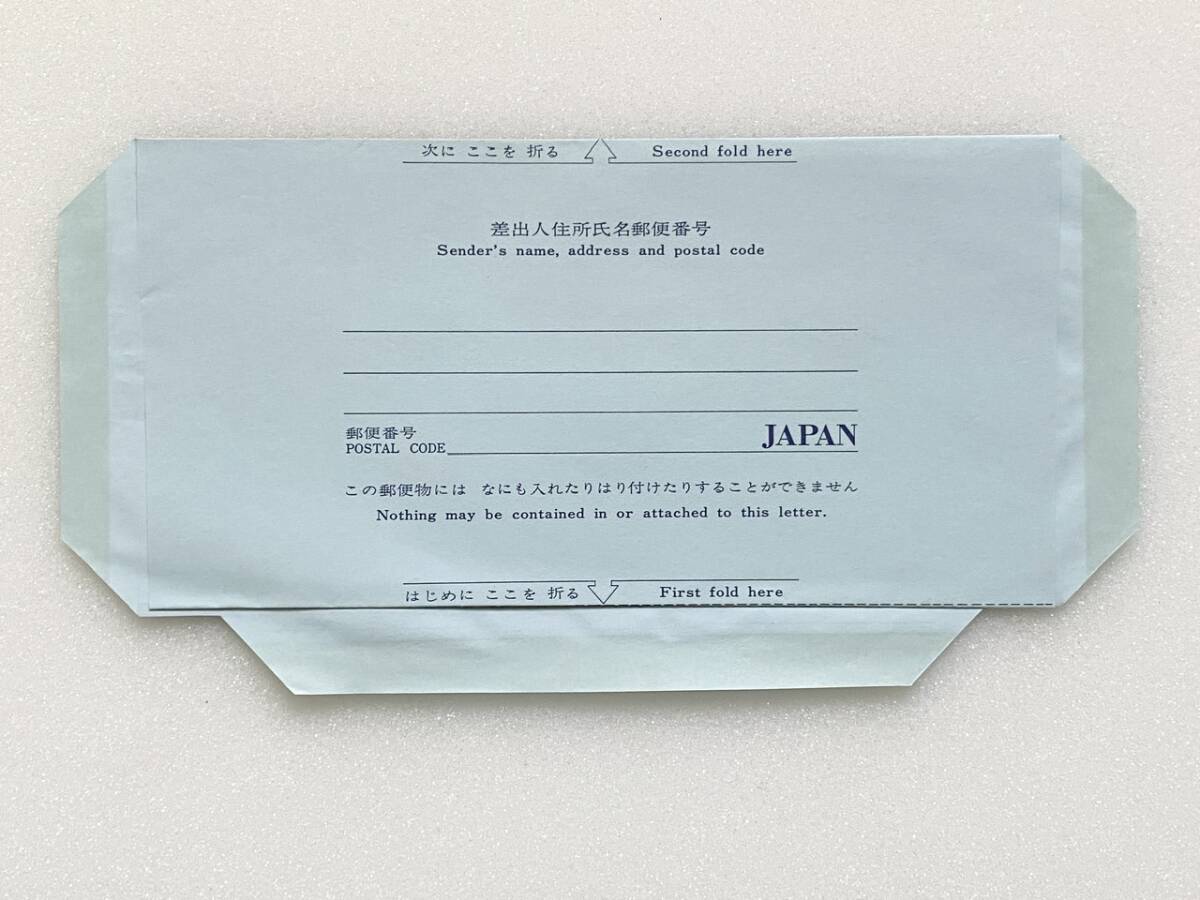 次に ここを 折る Second fold here
差出人住所氏名郵便番号
Sender's name, address and postal code
郵便番号
POSTAL CODE JAPAN
この郵便物には なにも入れたりはり付けたりすることができません
Nothing may be contained in or attached to this letter.
はじめに ここを 折る First fold here